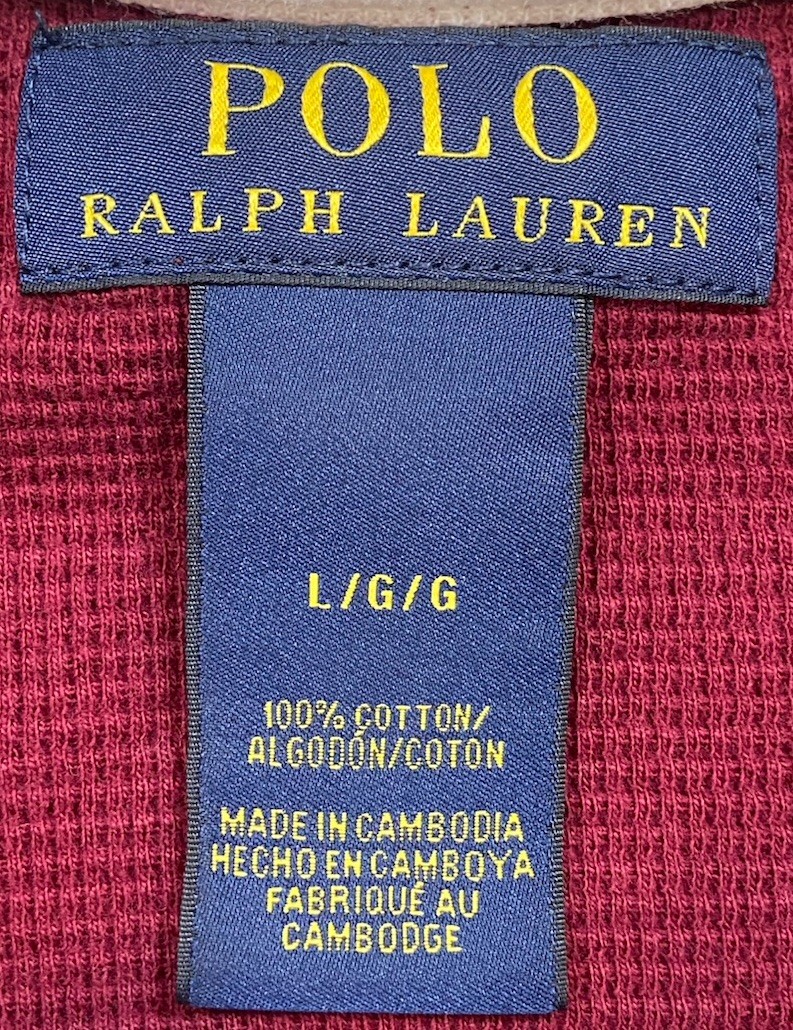 POLO
RALPH LAUREN
L/G/G
100% COTTON/
ALGODÓN/COTON
MADE IN CAMBODIA
HECHO EN CAMBOYA
FABRIQUÉ AU
CAMBODGE